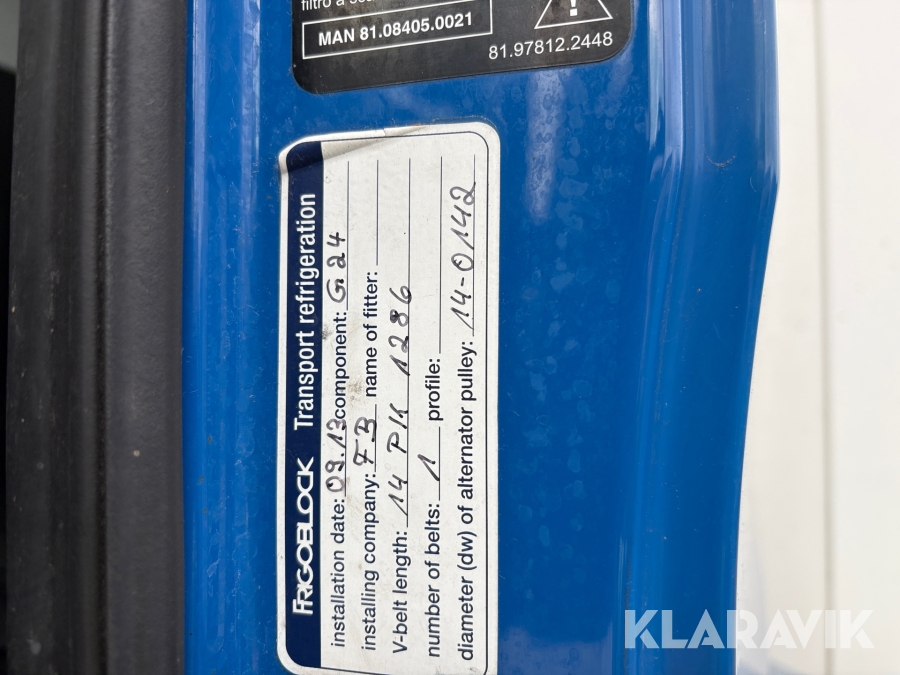 filtro a
MAN 81.08405.0021
81.97812.2448
FRIGOBLOCK Transport refrigeration
installation date: 09.13 component: G24
installing company: FB name of fitter:
V-belt length: 14 PK 1286
number of belts: 1 profile:
diameter (dw) of alternator pulley: 14-0142
KLARAVIK